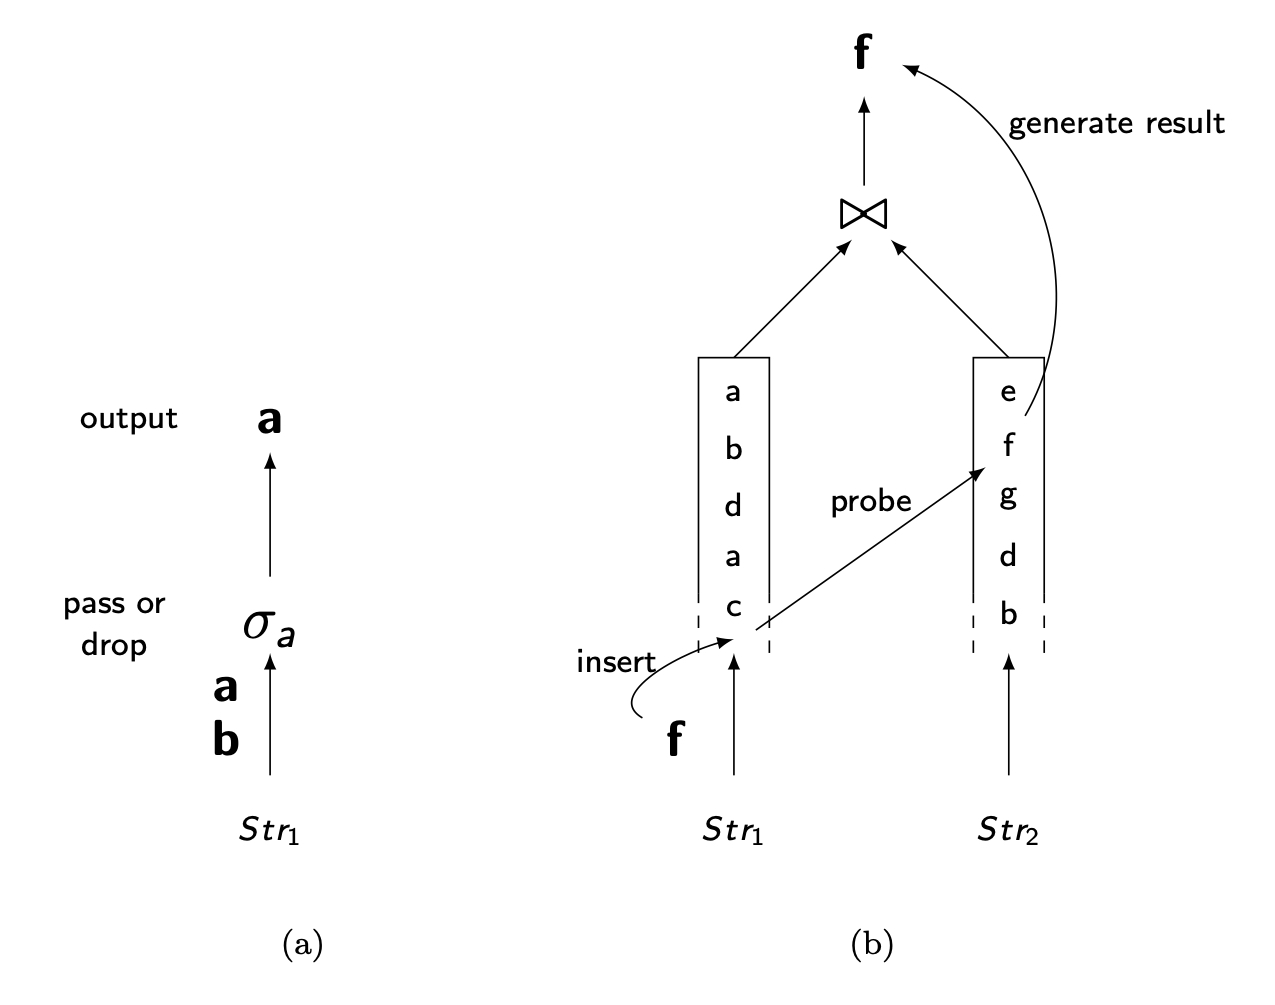 f
generate result
⋈
a
e
output
a
b
f
probe
d
g
a
d
pass or
drop
σa
c
b
insert
a
b
f
Str1
Str1
Str2
(a)
(b)